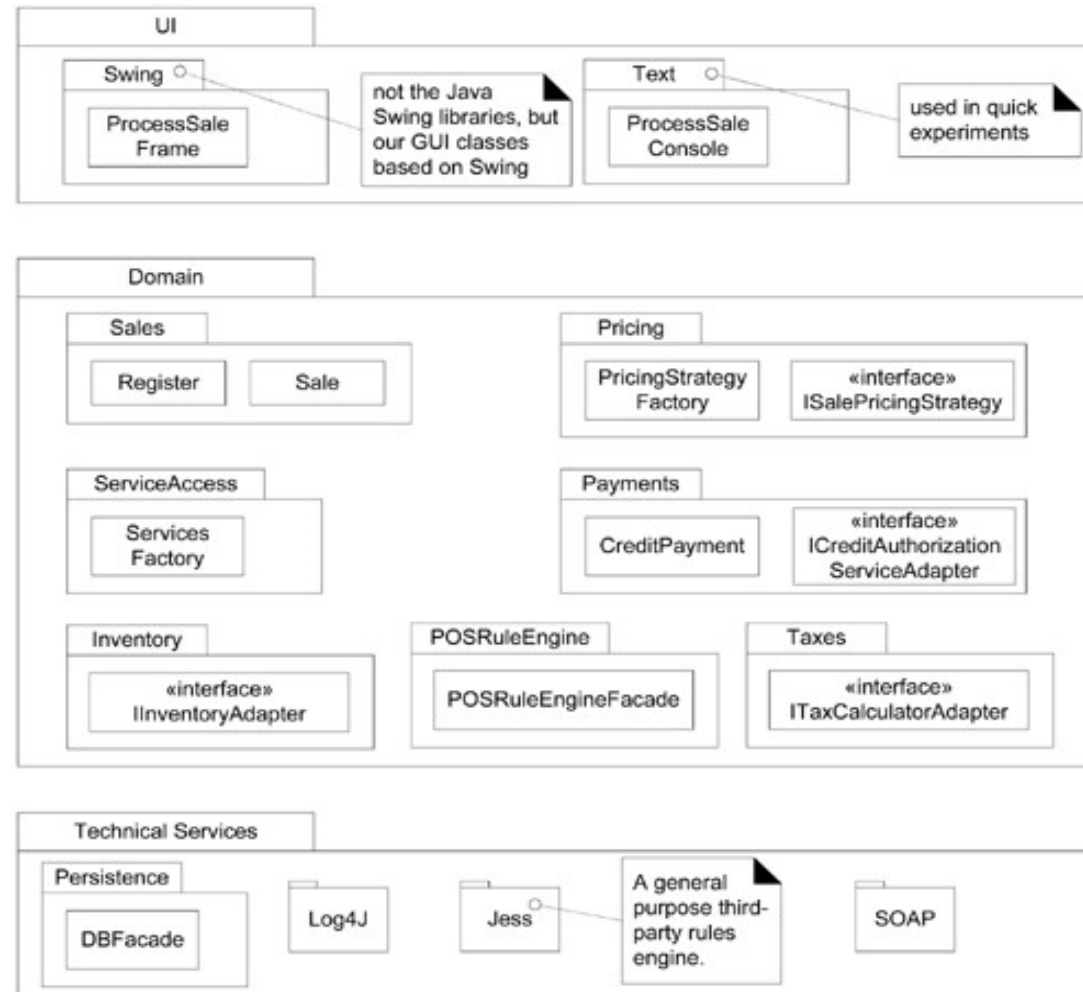 UI
Swing
ProcessSale
Frame
not the Java
Swing libraries, but
our GUI classes
based on Swing
Text
ProcessSale
Console
used in quick
experiments
Domain
Sales
Register
Sale
Pricing
PricingStrategy
Factory
«interface»
ISalePricingStrategy
ServiceAccess
Services
Factory
Payments
CreditPayment
«interface»
ICreditAuthorization
ServiceAdapter
Inventory
«interface»
IInventoryAdapter
POSRuleEngine
POSRuleEngineFacade
Taxes
«interface»
ITaxCalculatorAdapter
Technical Services
Persistence
DBFacade
Log4J
Jess
A general
purpose third-
party rules
engine.
SOAP